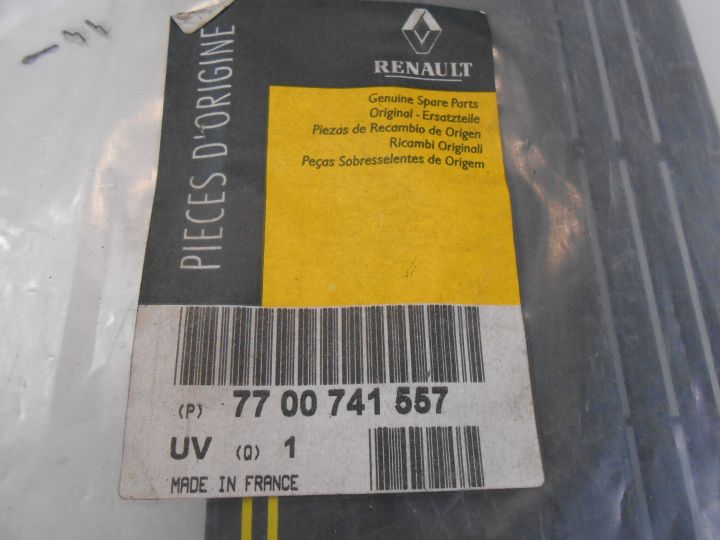 PIECES D'ORIGINE
RENAULT
Genuine Spare Parts
Original - Ersatzteile
Piezas de Recambio de Origen
Ricambi Originali
Peças Sobresselentes de Origem
(P) 77 00 741 557
UV (Q) 1
MADE IN FRANCE